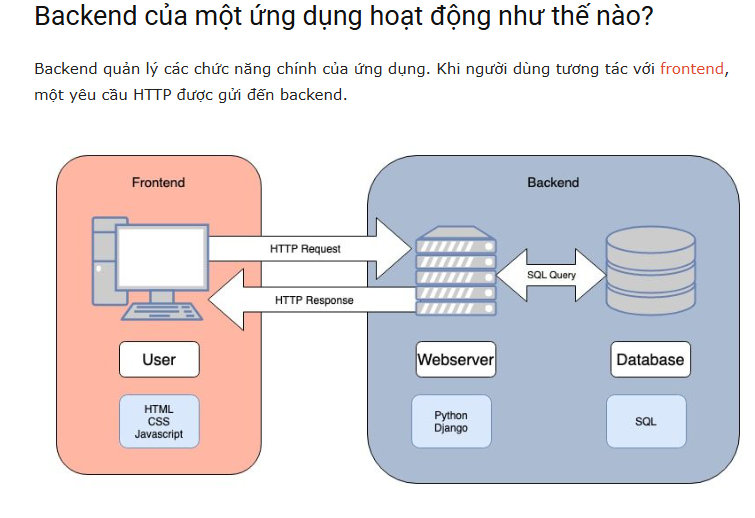 Backend của một ứng dụng hoạt động như thế nào?
Backend quản lý các chức năng chính của ứng dụng. Khi người dùng tương tác với frontend,
một yêu cầu HTTP được gửi đến backend.
Frontend
Backend
HTTP Request
SQL Query
HTTP Response
User
Webserver
Database
HTML
CSS
Javascript
Python
Django
SQL